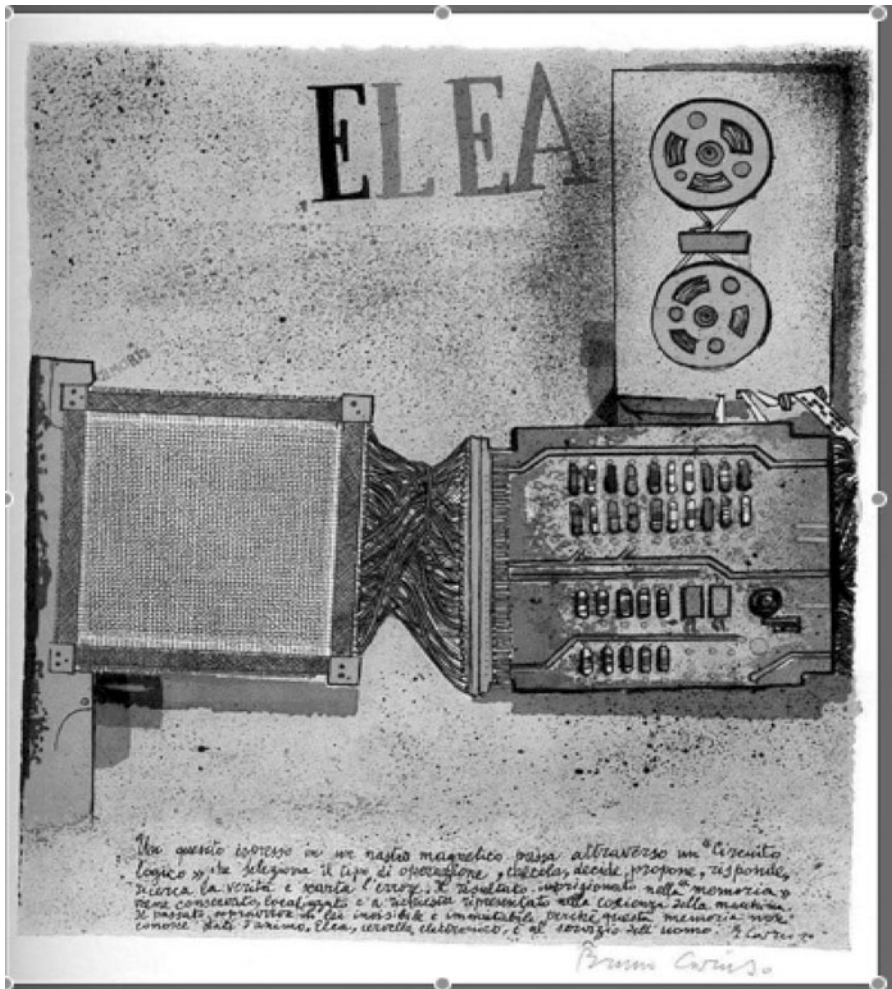 ELEA
Un quesito espresso in un nastro magnetico passa attraverso un "Circuito
logico», che seleziona il tipo di operazione, calcola, decide, propone, risponde,
ricerca la verità e scarta l'errore. Il risultato imprigionato nella "memoria»
viene conservato, localizzato e a richiesta ripresentato nella coscienza della macchina.
Il passato sopravvive in lei invisibile e immutabile, perché questa memoria non
conosce stati d'animo. Elea, cervello elettronico, è al servizio dell'uomo. B Caruso
Bruno Caruso